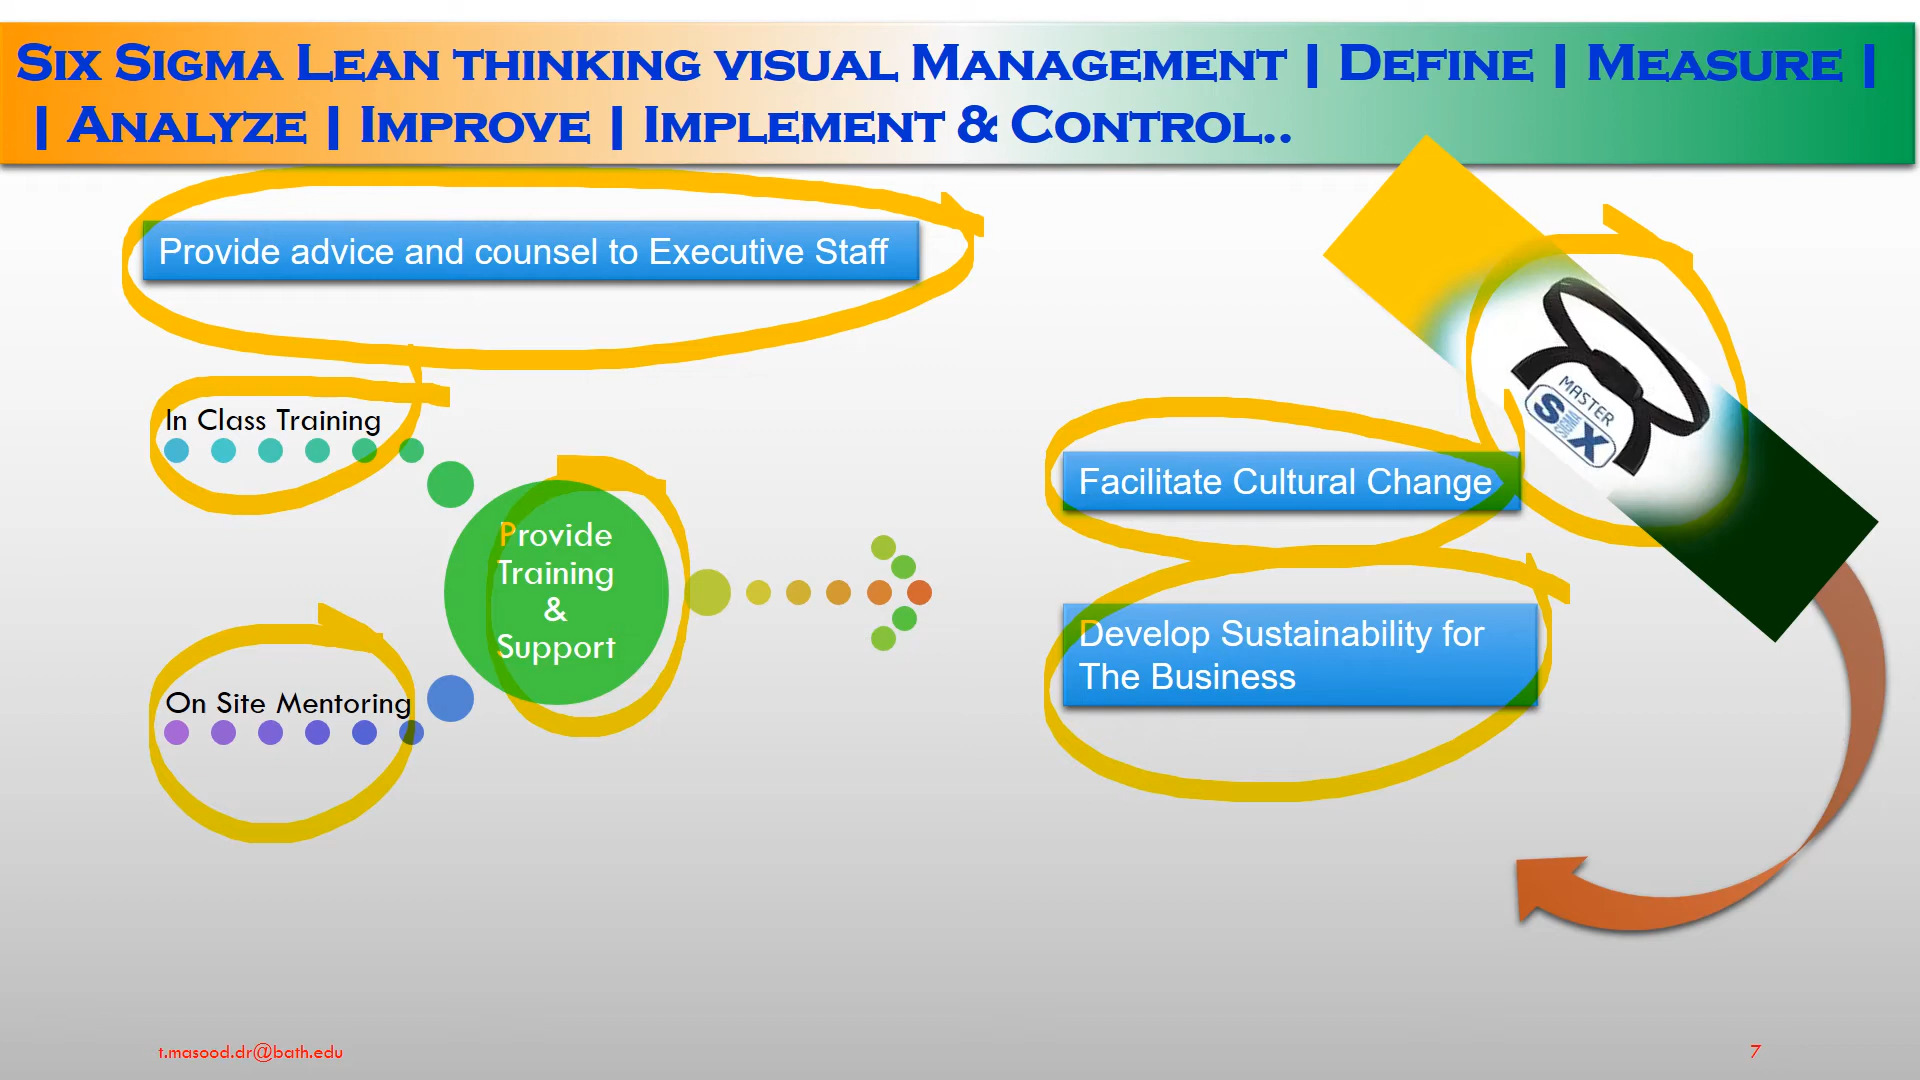 Six Sigma Lean thinking visual Management | Define | Measure |
| Analyze | Improve | Implement & Control..
Provide advice and counsel to Executive Staff
In Class Training
Provide
Training
&
Support
On Site Mentoring
MASTER
SIX
SIGMA
Facilitate Cultural Change
Develop Sustainability for
The Business
t.masood.dr@bath.edu
7